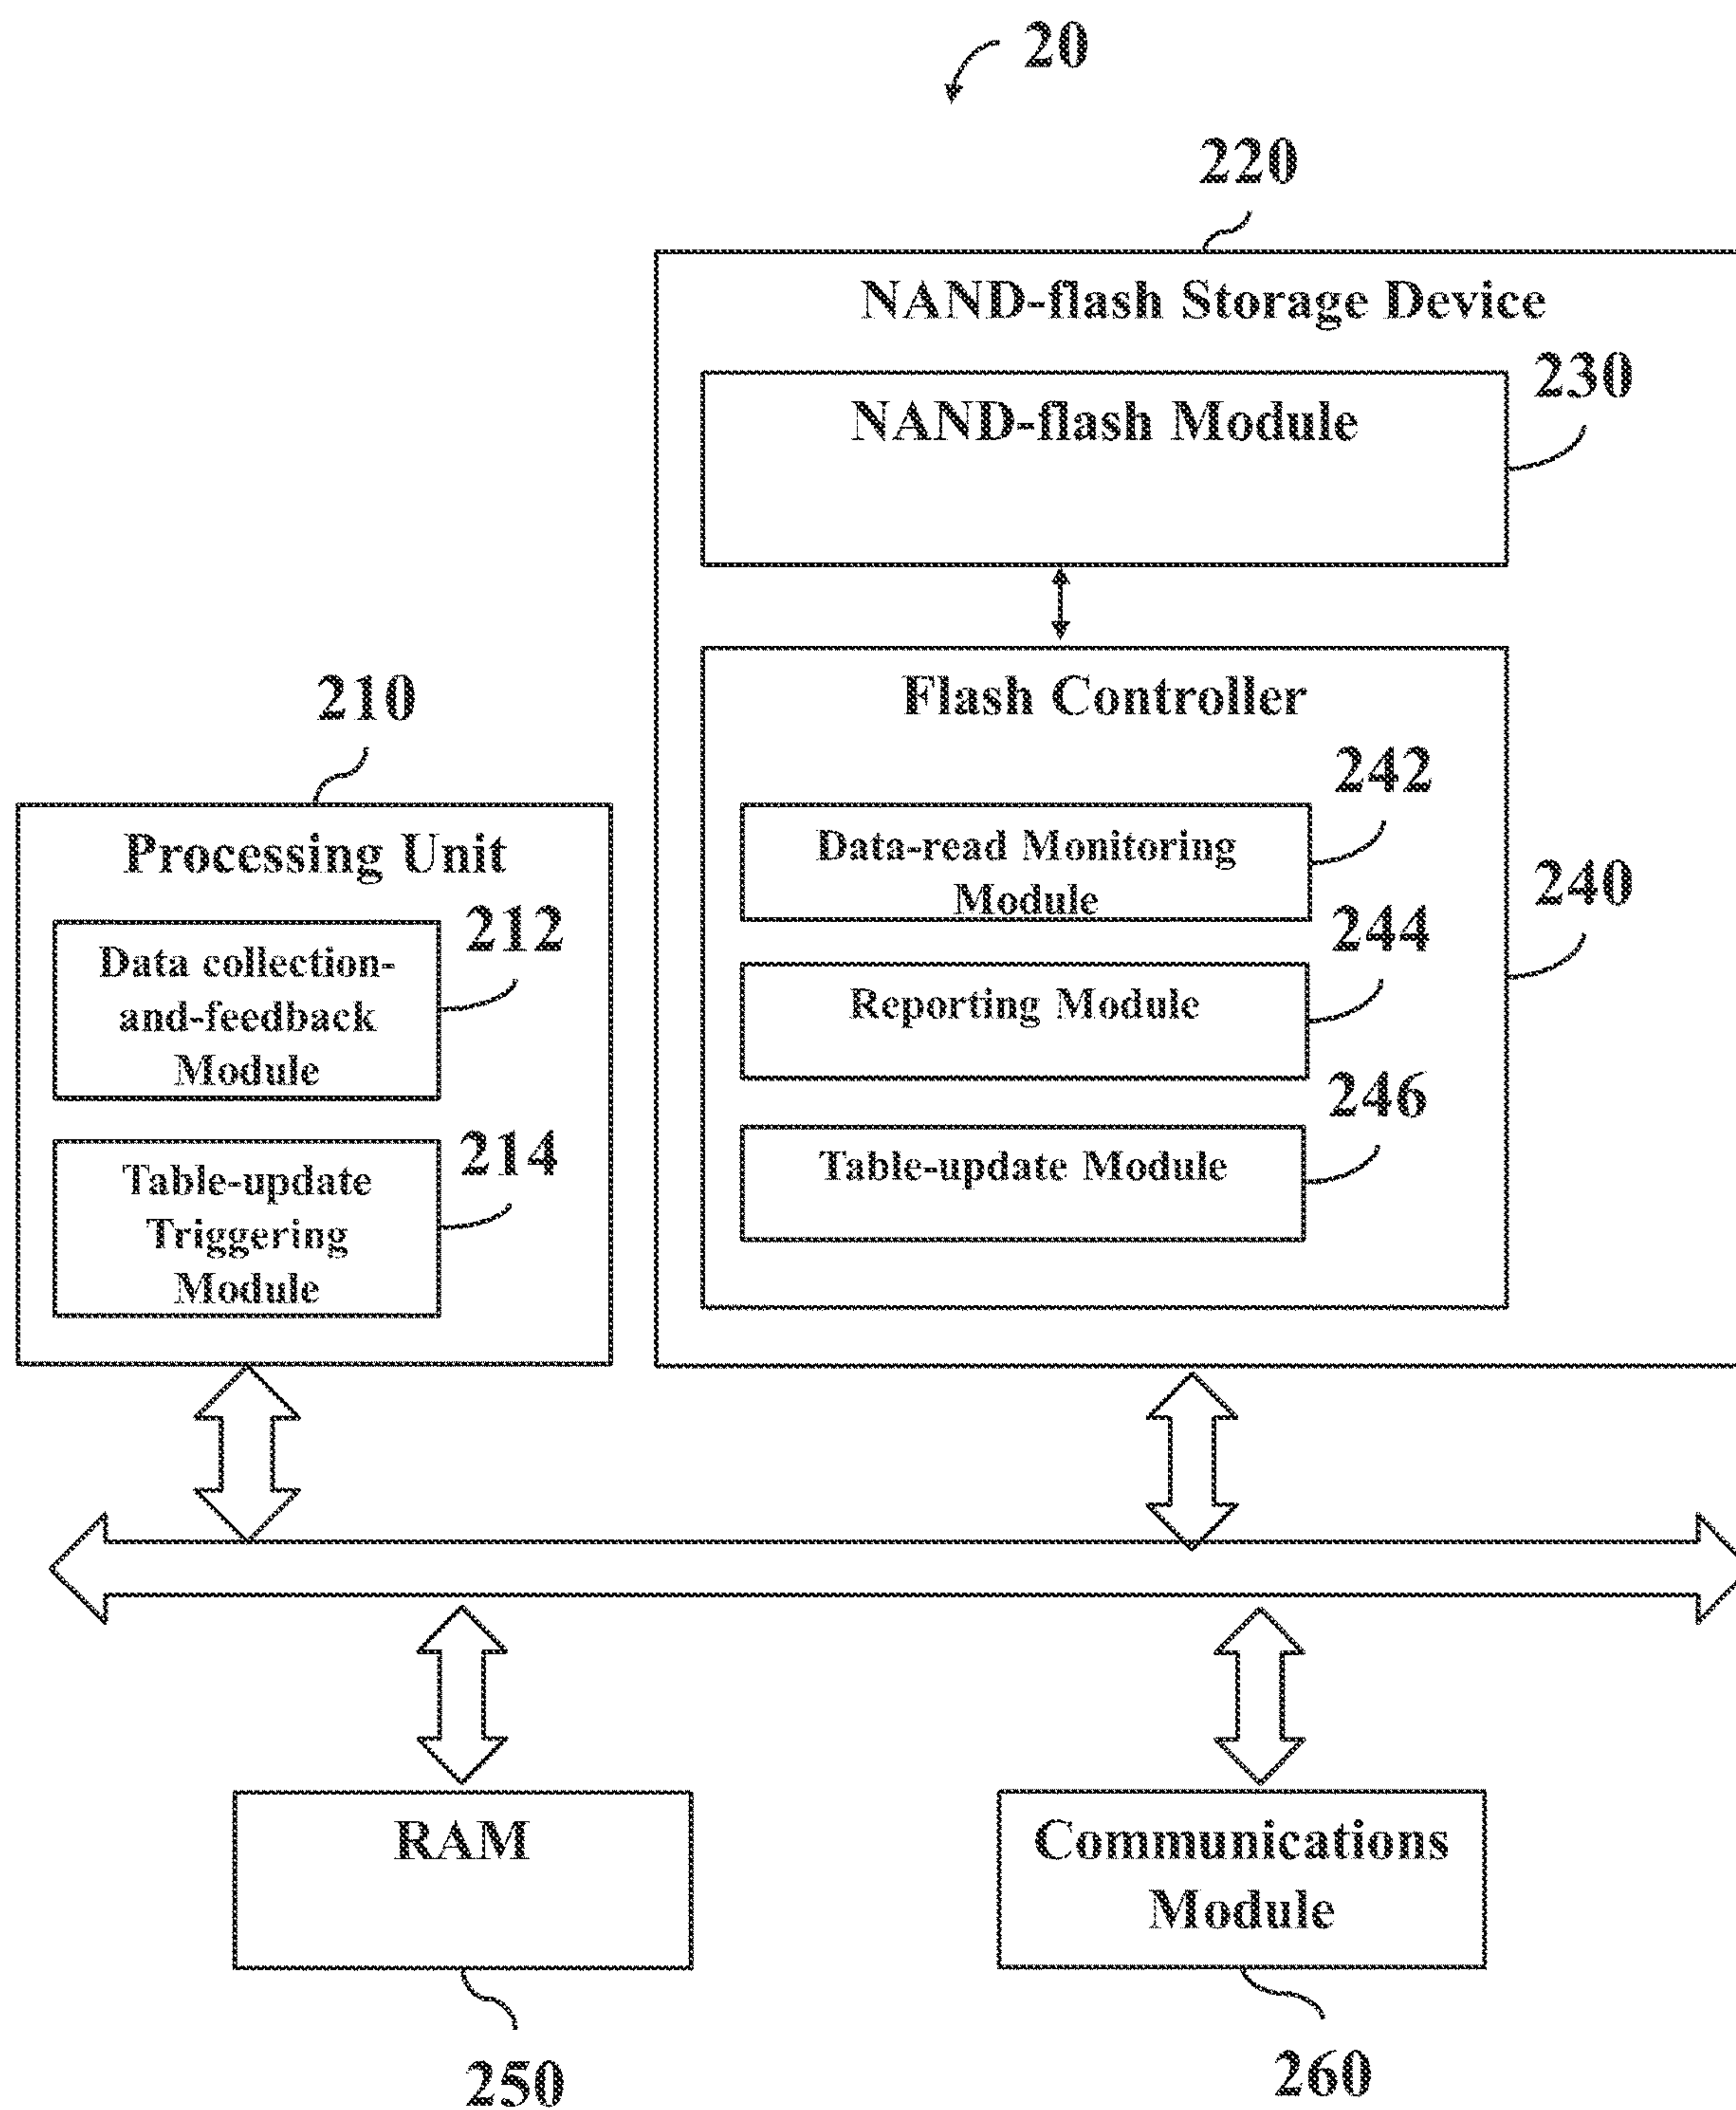 20
220
NAND-flash Storage Device
230
NAND-flash Module
Flash Controller
242
Data-read Monitoring
Module
240
244
Reporting Module
246
Table-update Module
210
Processing Unit
212
Data collection-
and-feedback
Module
214
Table-update
Triggering
Module
RAM
250
Communications
Module
260